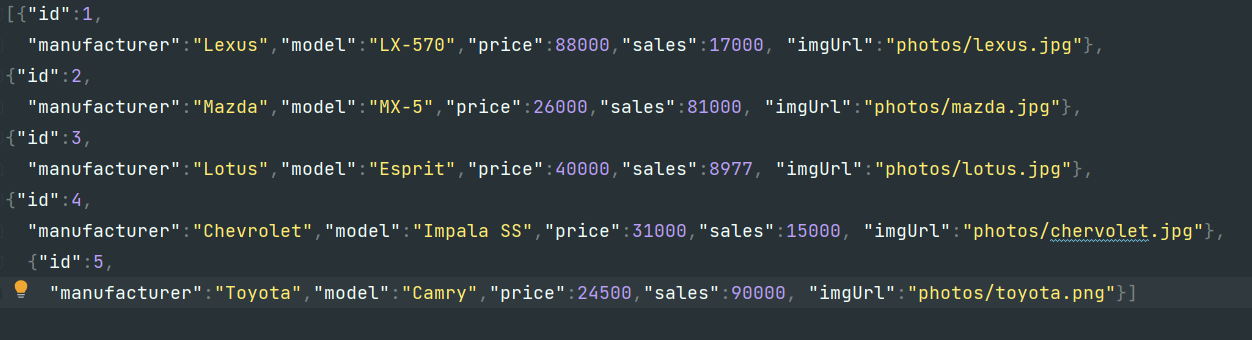 [{"id":1,
"manufacturer":"Lexus","model":"LX-570","price":88000,"sales":17000, "imgUrl":"photos/lexus.jpg"},
{"id":2,
"manufacturer":"Mazda","model":"MX-5","price":26000,"sales":81000, "imgUrl":"photos/mazda.jpg"},
{"id":3,
"manufacturer":"Lotus","model":"Esprit","price":40000,"sales":8977, "imgUrl":"photos/lotus.jpg"},
{"id":4,
"manufacturer":"Chevrolet","model":"Impala SS","price":31000,"sales":15000, "imgUrl":"photos/chervolet.jpg"},
{"id":5,
"manufacturer":"Toyota","model":"Camry","price":24500,"sales":90000, "imgUrl":"photos/toyota.png"}]